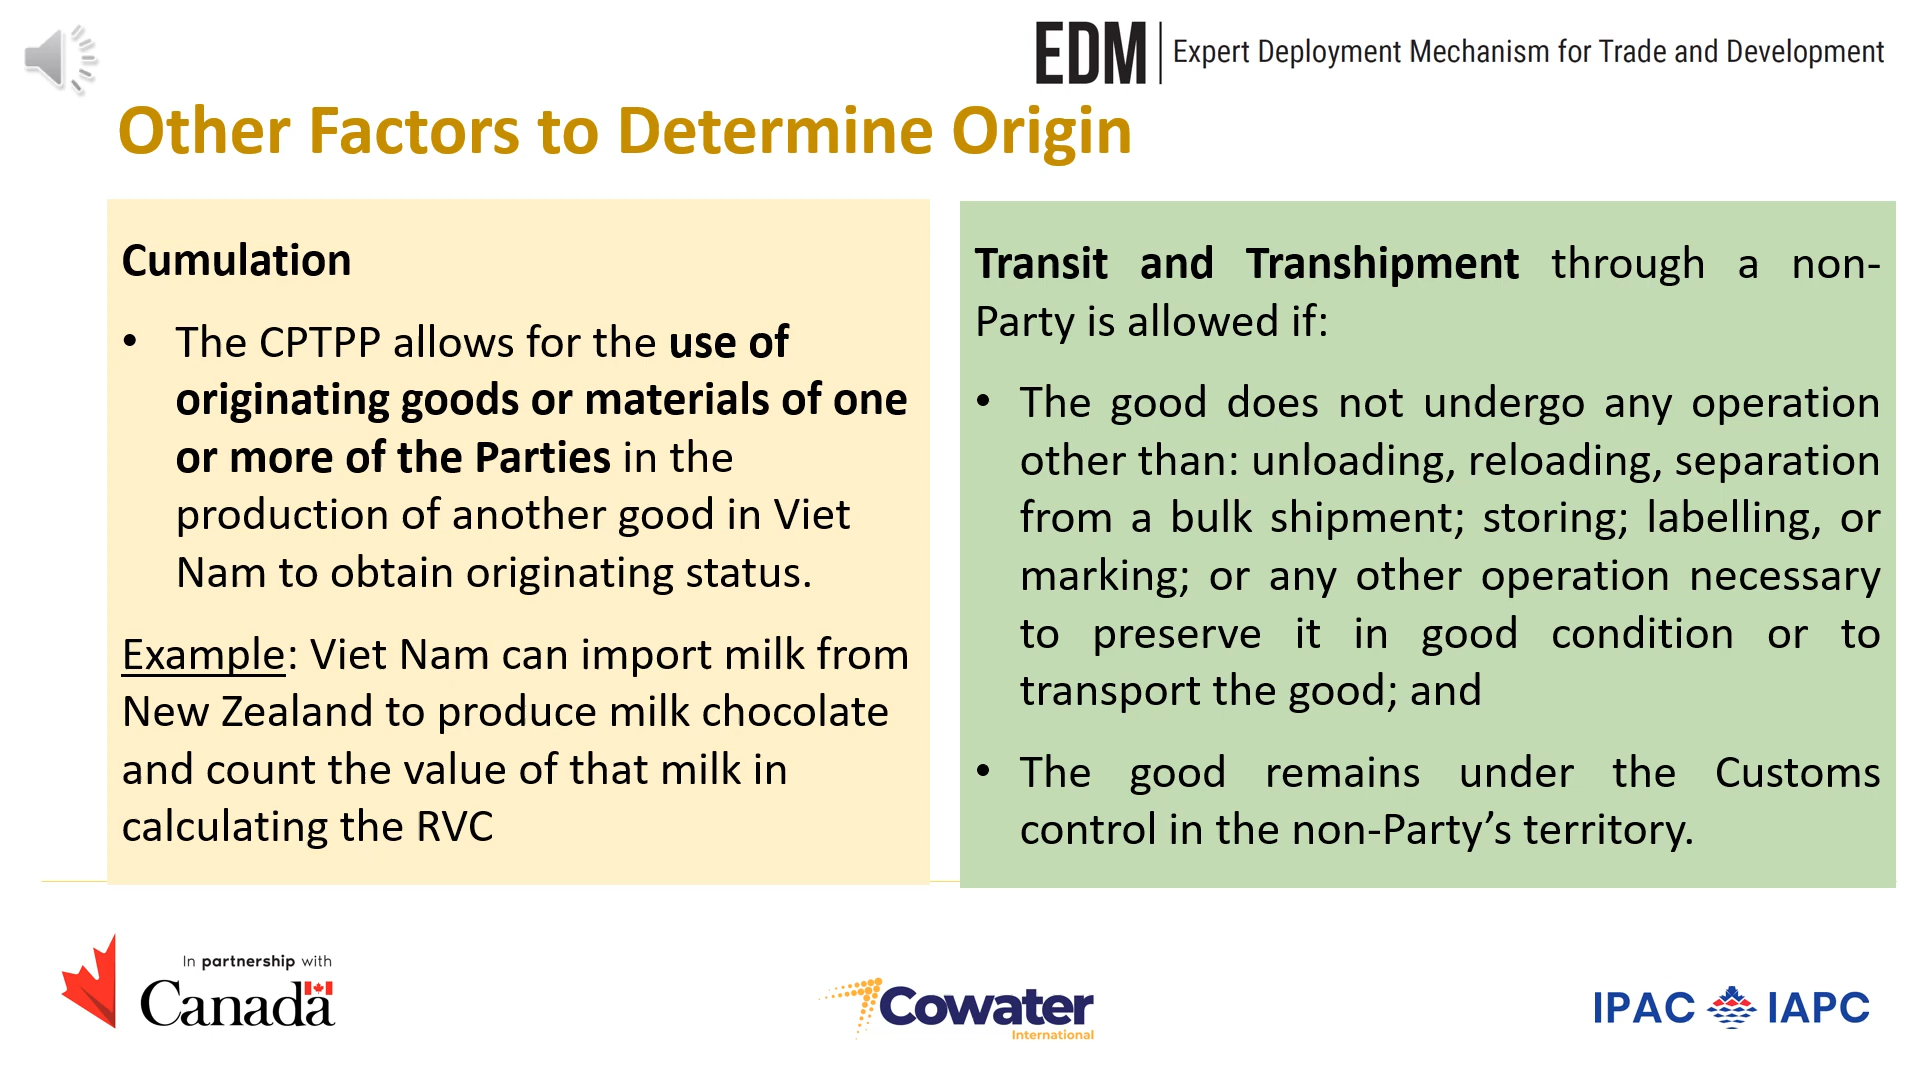 EDM Expert Deployment Mechanism for Trade and Development
Other Factors to Determine Origin
Cumulation
• The CPTPP allows for the use of
originating goods or materials of one
or more of the Parties in the
production of another good in Viet
Nam to obtain originating status.
Example: Viet Nam can import milk from
New Zealand to produce milk chocolate
and count the value of that milk in
calculating the RVC
Transit and Transhipment through a non-
Party is allowed if:
• The good does not undergo any operation
other than: unloading, reloading, separation
from a bulk shipment; storing; labelling, or
marking; or any other operation necessary
to preserve it in good condition or to
transport the good; and
• The good remains under the Customs
control in the non-Party’s territory.
In partnership with
Canada
Cowater
International
IPAC IAPC